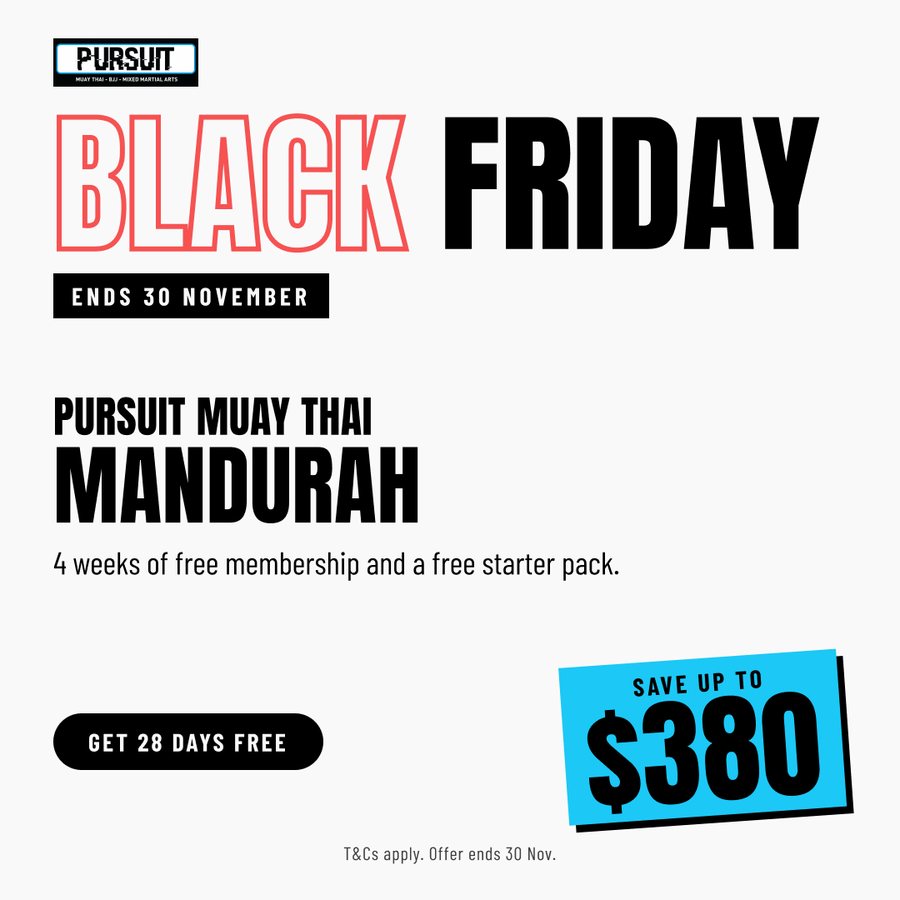 PURSUIT
MUAY THAI • BJJ • MIXED MARTIAL ARTS
BLACK FRIDAY
ENDS 30 NOVEMBER
PURSUIT MUAY THAI
MANDURAH
4 weeks of free membership and a free starter pack.
SAVE UP TO
$380
GET 28 DAYS FREE
T&Cs apply. Offer ends 30 Nov.